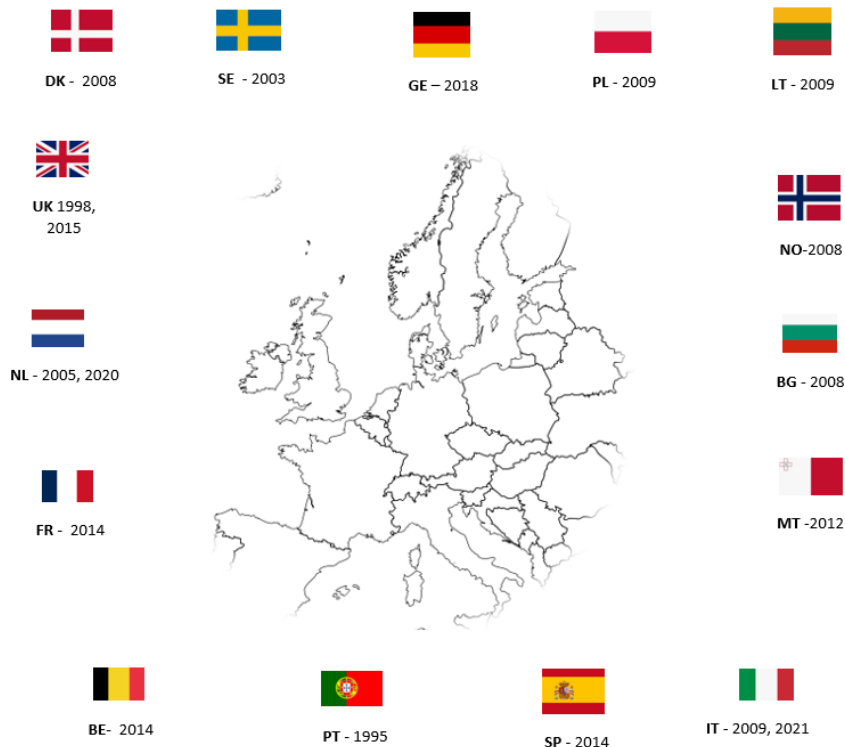 DK - 2008
SE - 2003
GE – 2018
PL - 2009
LT - 2009
UK 1998,
2015
NO-2008
NL - 2005, 2020
BG - 2008
FR - 2014
MT -2012
BE- 2014
PT - 1995
SP - 2014
IT - 2009, 2021